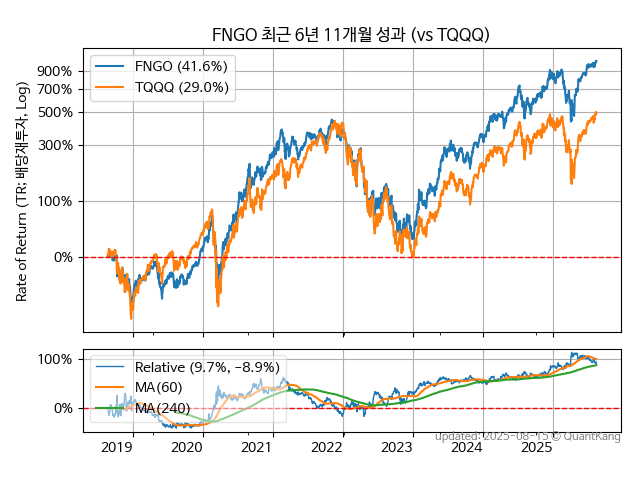 FNGO 최근 6년 11개월 성과 (vs TQQQ)
Rate of Return (TR: 배당재투자, Log)
900%
700%
500%
300%
100%
0%
FNGO (41.6%)
TQQQ (29.0%)
100%
0%
Relative (9.7%, -8.9%)
MA(60)
MA(240)
2019 2020 2021 2022 2023 2024 2025
updated: 2025-08-15 © QuantKang